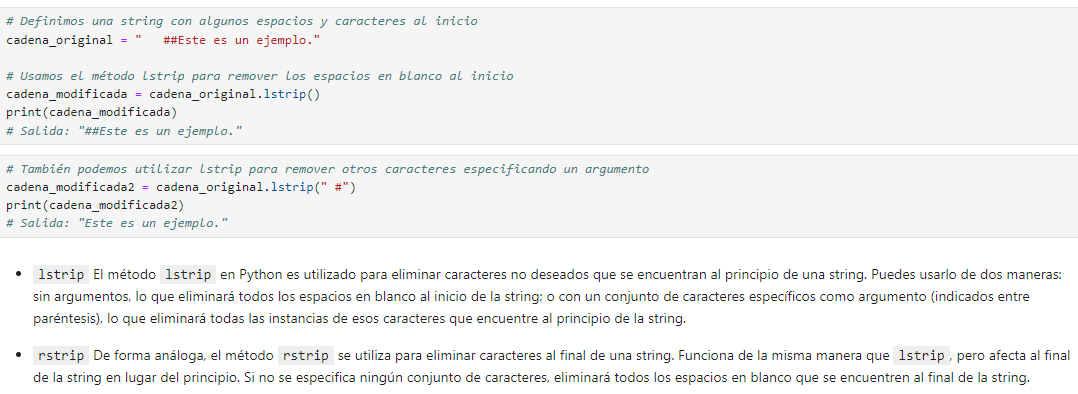 # Definimos una string con algunos espacios y caracteres al inicio
cadena_original = "   ##Este es un ejemplo."
# Usamos el método lstrip para remover los espacios en blanco al inicio
cadena_modificada = cadena_original.lstrip()
print(cadena_modificada)
# Salida: "##Este es un ejemplo."
# También podemos utilizar lstrip para remover otros caracteres especificando un argumento
cadena_modificada2 = cadena_original.lstrip(" #")
print(cadena_modificada2)
# Salida: "Este es un ejemplo."
• lstrip El método lstrip en Python es utilizado para eliminar caracteres no deseados que se encuentran al principio de una string. Puedes usarlo de dos maneras:
sin argumentos, lo que eliminará todos los espacios en blanco al inicio de la string; o con un conjunto de caracteres específicos como argumento (indicados entre
paréntesis), lo que eliminará todas las instancias de esos caracteres que encuentre al principio de la string.
• rstrip De forma análoga, el método rstrip se utiliza para eliminar caracteres al final de una string. Funciona de la misma manera que lstrip, pero afecta al final
de la string en lugar del principio. Si no se especifica ningún conjunto de caracteres, eliminará todos los espacios en blanco que se encuentren al final de la string.